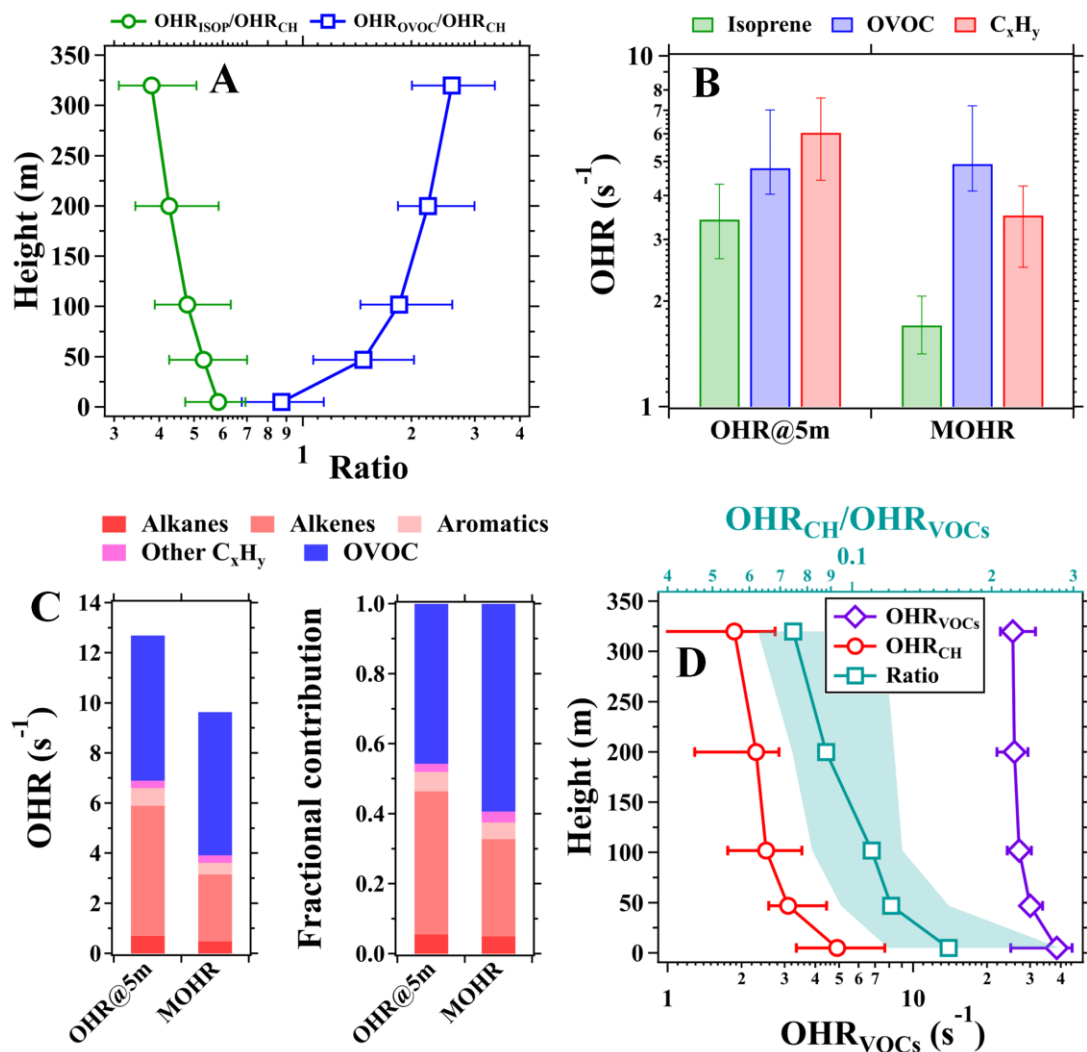 OHR_ISOP/OHR_CH OHR_OVOC/OHR_CH
A
350
300
250
200
150
100
50
0
Height (m)
3 4 5 6 7 8 9 1 2 3 4
Ratio
Isoprene OVOC C_xH_y
B
10
9
8
7
6
5
4
3
2
1
OHR (s⁻¹)
OHR@5m MOHR
Alkanes Alkenes Aromatics
Other C_xH_y OVOC
C
14
12
10
8
6
4
2
0
OHR (s⁻¹)
OHR@5m MOHR
1.0
0.8
0.6
0.4
0.2
0.0
Fractional contribution
OHR@5m MOHR
OHR_CH/OHR_VOCs
0.1
4 5 6 7 8 9 2 3
D
OHR_VOCs
OHR_CH
Ratio
350
300
250
200
150
100
50
0
Height (m)
1 2 3 4 5 6 7 10 2 3 4
OHR_VOCs (s⁻¹)